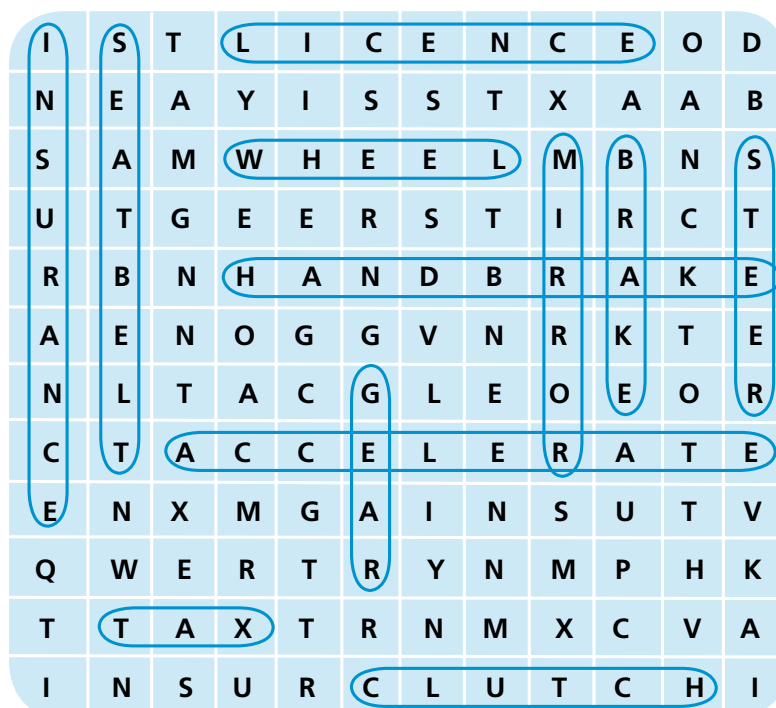 I S T L I C E N C E O D
N E A Y I S S T X A A B
S A M W H E E L M B N S
U T G E E R S T I R C T
R B N H A N D B R A K E
A E N O G G V N R K T E
N L T A C G L E O E O R
C T A C C E L E R A T E
E N X M G A I N S U T V
Q W E R T R Y N M P H K
T T A X T R N M X C V A
I N S U R C L U T C H I